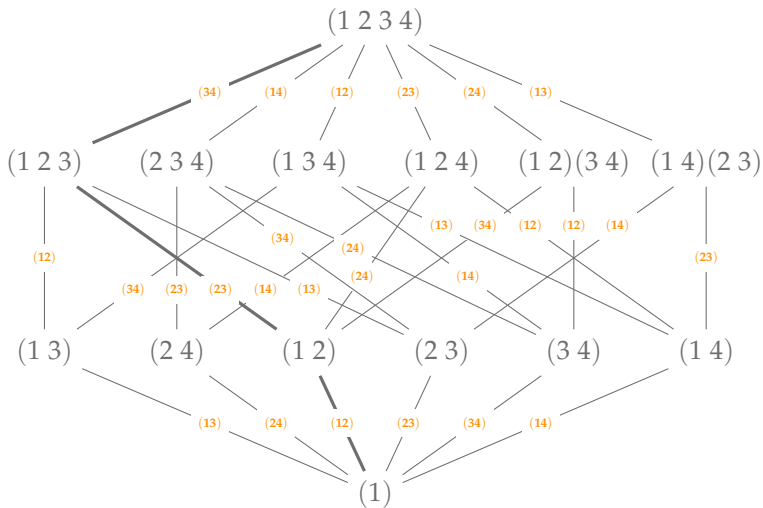 (1 2 3 4)
(34) (14) (12) (23) (24) (13)
(1 2 3) (2 3 4) (1 3 4) (1 2 4) (1 2)(3 4) (1 4)(2 3)
(13) (34) (12) (12) (14)
(34) (24)
(12) (24) (14) (23)
(34) (23) (23) (14) (13)
(1 3) (2 4) (1 2) (2 3) (3 4) (1 4)
(13) (24) (12) (23) (34) (14)
(1)